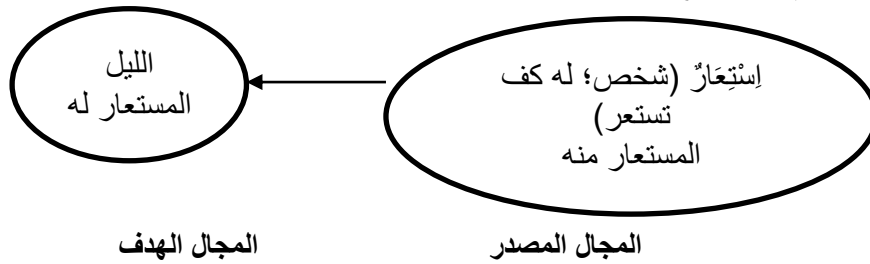 اِسْتِعَارٌ (شخص؛ له كف
تستعر)
المستعار منه
الليل
المستعار له
المجال المصدر
المجال الهدف